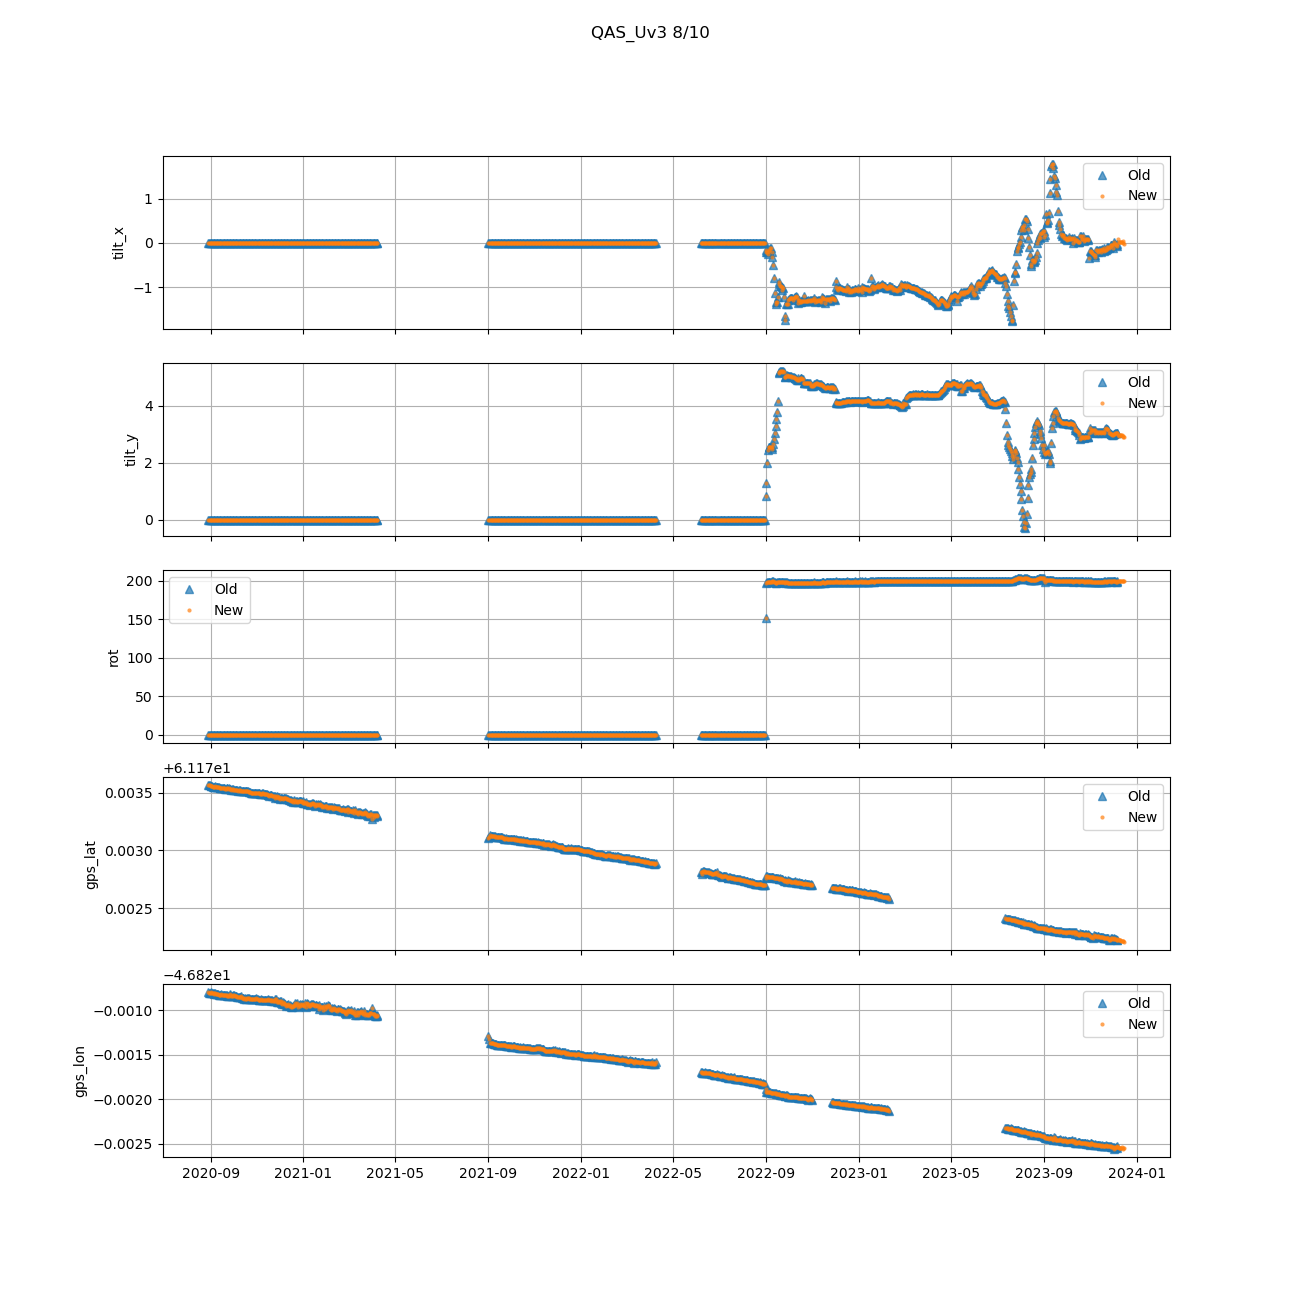 QAS_Uv3 8/10
1
0
−1
tilt_x
Old
New
4
2
0
tilt_y
Old
New
200
150
100
50
0
rot
Old
New
+6.117e1
0.0035
0.0030
0.0025
gps_lat
Old
New
−4.682e1
−0.0010
−0.0015
−0.0020
−0.0025
gps_lon
Old
New
2020-09 2021-01 2021-05 2021-09 2022-01 2022-05 2022-09 2023-01 2023-05 2023-09 2024-01